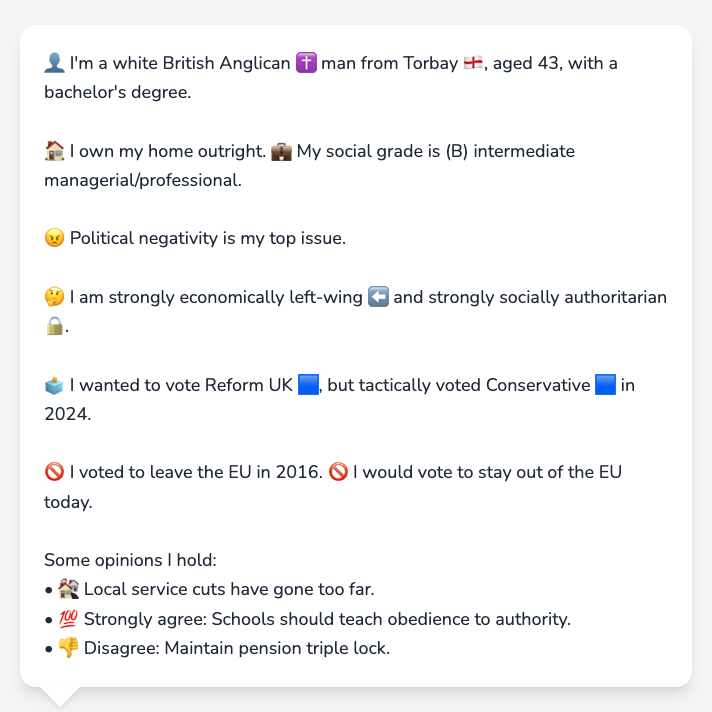 👤 I'm a white British Anglican ✝️ man from Torbay 🏴󠁧󠁢󠁥󠁮󠁧󠁿, aged 43, with a
bachelor's degree.
🏠 I own my home outright. 💼 My social grade is (B) intermediate
managerial/professional.
😠 Political negativity is my top issue.
🤔 I am strongly economically left-wing ⬅️ and strongly socially authoritarian
🔒.
🗳️ I wanted to vote Reform UK 🟦, but tactically voted Conservative 🟦 in
2024.
🚫 I voted to leave the EU in 2016. 🚫 I would vote to stay out of the EU
today.
Some opinions I hold:
• 🏚️ Local service cuts have gone too far.
• 💯 Strongly agree: Schools should teach obedience to authority.
• 👎 Disagree: Maintain pension triple lock.